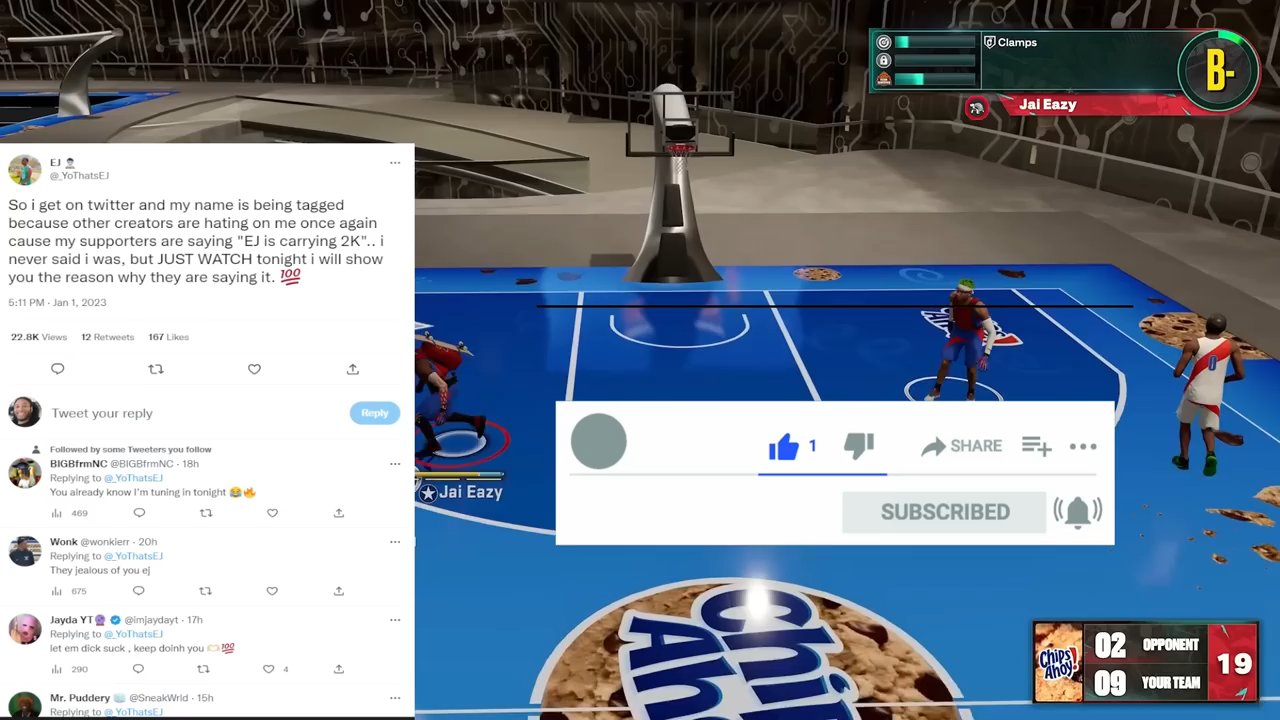 EJ
@_YoThatsEJ
So i get on twitter and my name is being tagged
because other creators are hating on me once again
cause my supporters are saying "EJ is carrying 2K".. i
never said i was, but JUST WATCH tonight i will show
you the reason why they are saying it. 💯
5:11 PM · Jan 1, 2023
22.8K Views 12 Retweets 167 Likes
Tweet your reply
Reply
Followed by some Tweeters you follow
BIGBfrmNC @BIGBfrmNC · 18h
Replying to @_YoThatsEJ
You already know I'm tuning in tonight 😂🔥
469
Wonk @wonkierr · 20h
Replying to @_YoThatsEJ
They jealous of you ej
675
Jayda YT @imjaydayt · 17h
Replying to @_YoThatsEJ
let em dick suck , keep doinh you 🫶🏻💯
290 4
Mr. Puddery @SneakWrld · 15h
Replying to @_YoThatsEJ
Clamps
B-
Jai Eazy
0
Jai Eazy
1 SHARE
SUBSCRIBED
Chips
Ahoy
Chips Ahoy!
02 OPPONENT
09 YOUR TEAM
19